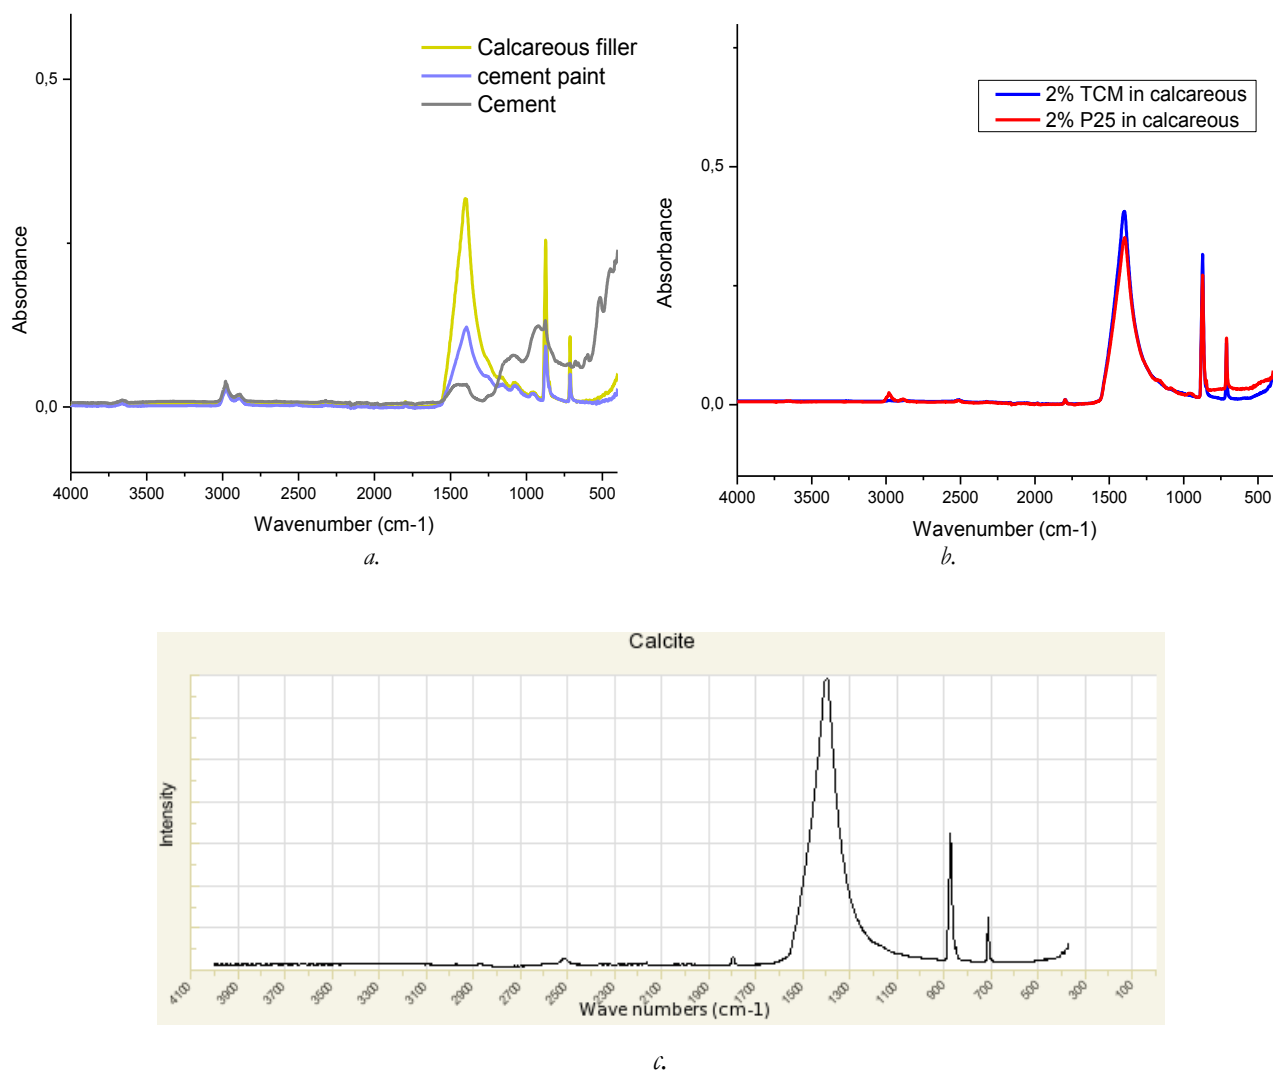 Calcareous filler
cement paint
Cement
0,5
0,0
Absorbance
4000 3500 3000 2500 2000 1500 1000 500
Wavenumber (cm-1)
a.
2% TCM in calcareous
2% P25 in calcareous
0,5
0,0
Absorbance
4000 3500 3000 2500 2000 1500 1000 500
Wavenumber (cm-1)
b.
Calcite
Intensity
4100 3900 3700 3500 3300 3100 2900 2700 2500 2300 2100 1900 1700 1500 1300 1100 900 700 500 300 100
Wave numbers (cm-1)
c.